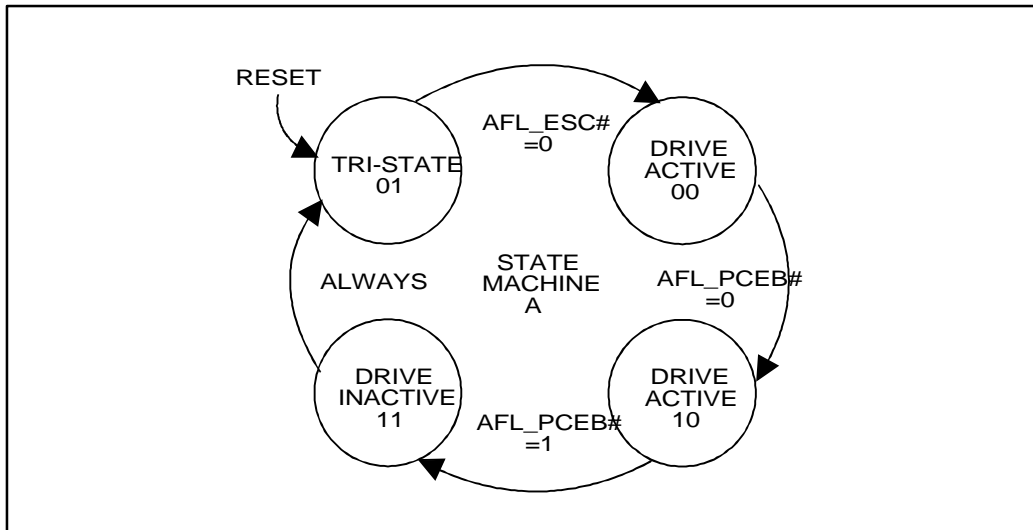 RESET
AFL_ESC#
=0
TRI-STATE
01
DRIVE
ACTIVE
00
STATE
MACHINE
A
ALWAYS
AFL_PCEB#
=0
DRIVE
INACTIVE
11
AFL_PCEB#
=1
DRIVE
ACTIVE
10